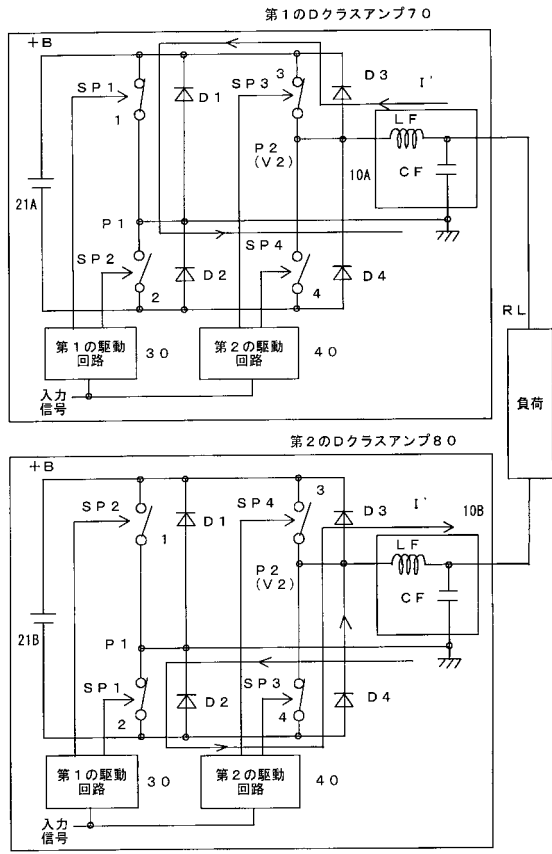 第1のDクラスアンプ70
+B
SP1
1
D1
SP3
3
D3
I'
LF
CF
10A
P2
(V2)
21A
P1
SP2
2
D2
SP4
4
D4
RL
第1の駆動
回路
30
第2の駆動
回路
40
入力
信号
負荷
第2のDクラスアンプ80
+B
SP2
1
D1
SP4
3
D3
I'
10B
LF
CF
P2
(V2)
21B
P1
SP1
2
D2
SP3
4
D4
第1の駆動
回路
30
第2の駆動
回路
40
入力
信号